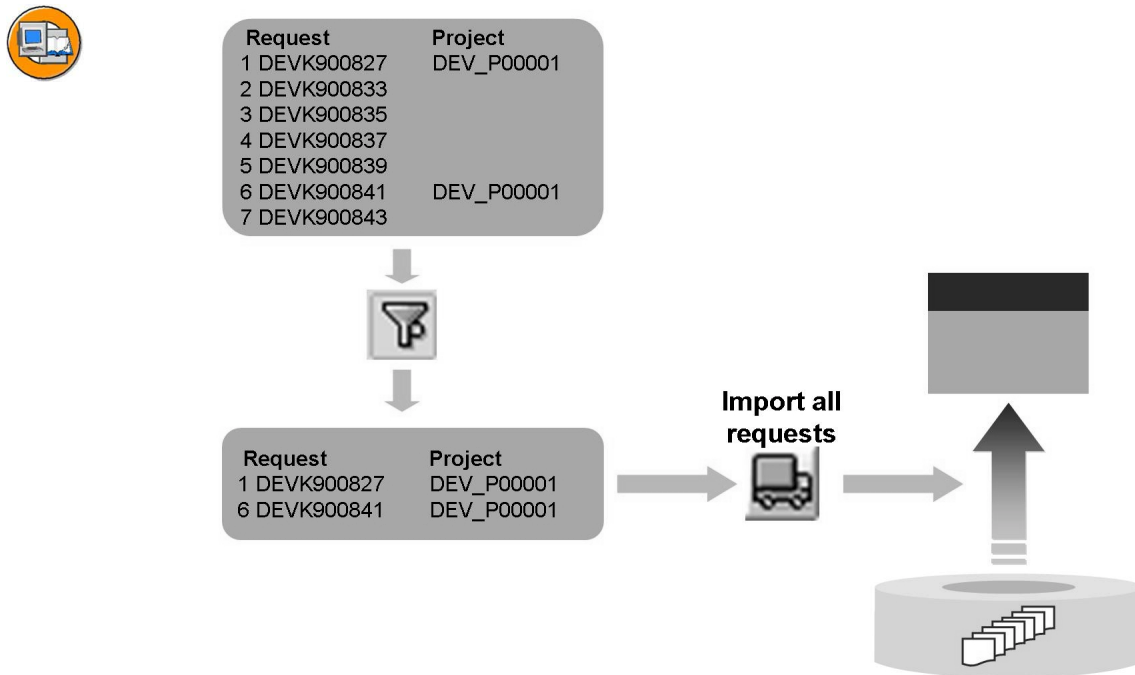 Request Project
1 DEVK900827 DEV_P00001
2 DEVK900833
3 DEVK900835
4 DEVK900837
5 DEVK900839
6 DEVK900841 DEV_P00001
7 DEVK900843
Import all
requests
Request Project
1 DEVK900827 DEV_P00001
6 DEVK900841 DEV_P00001